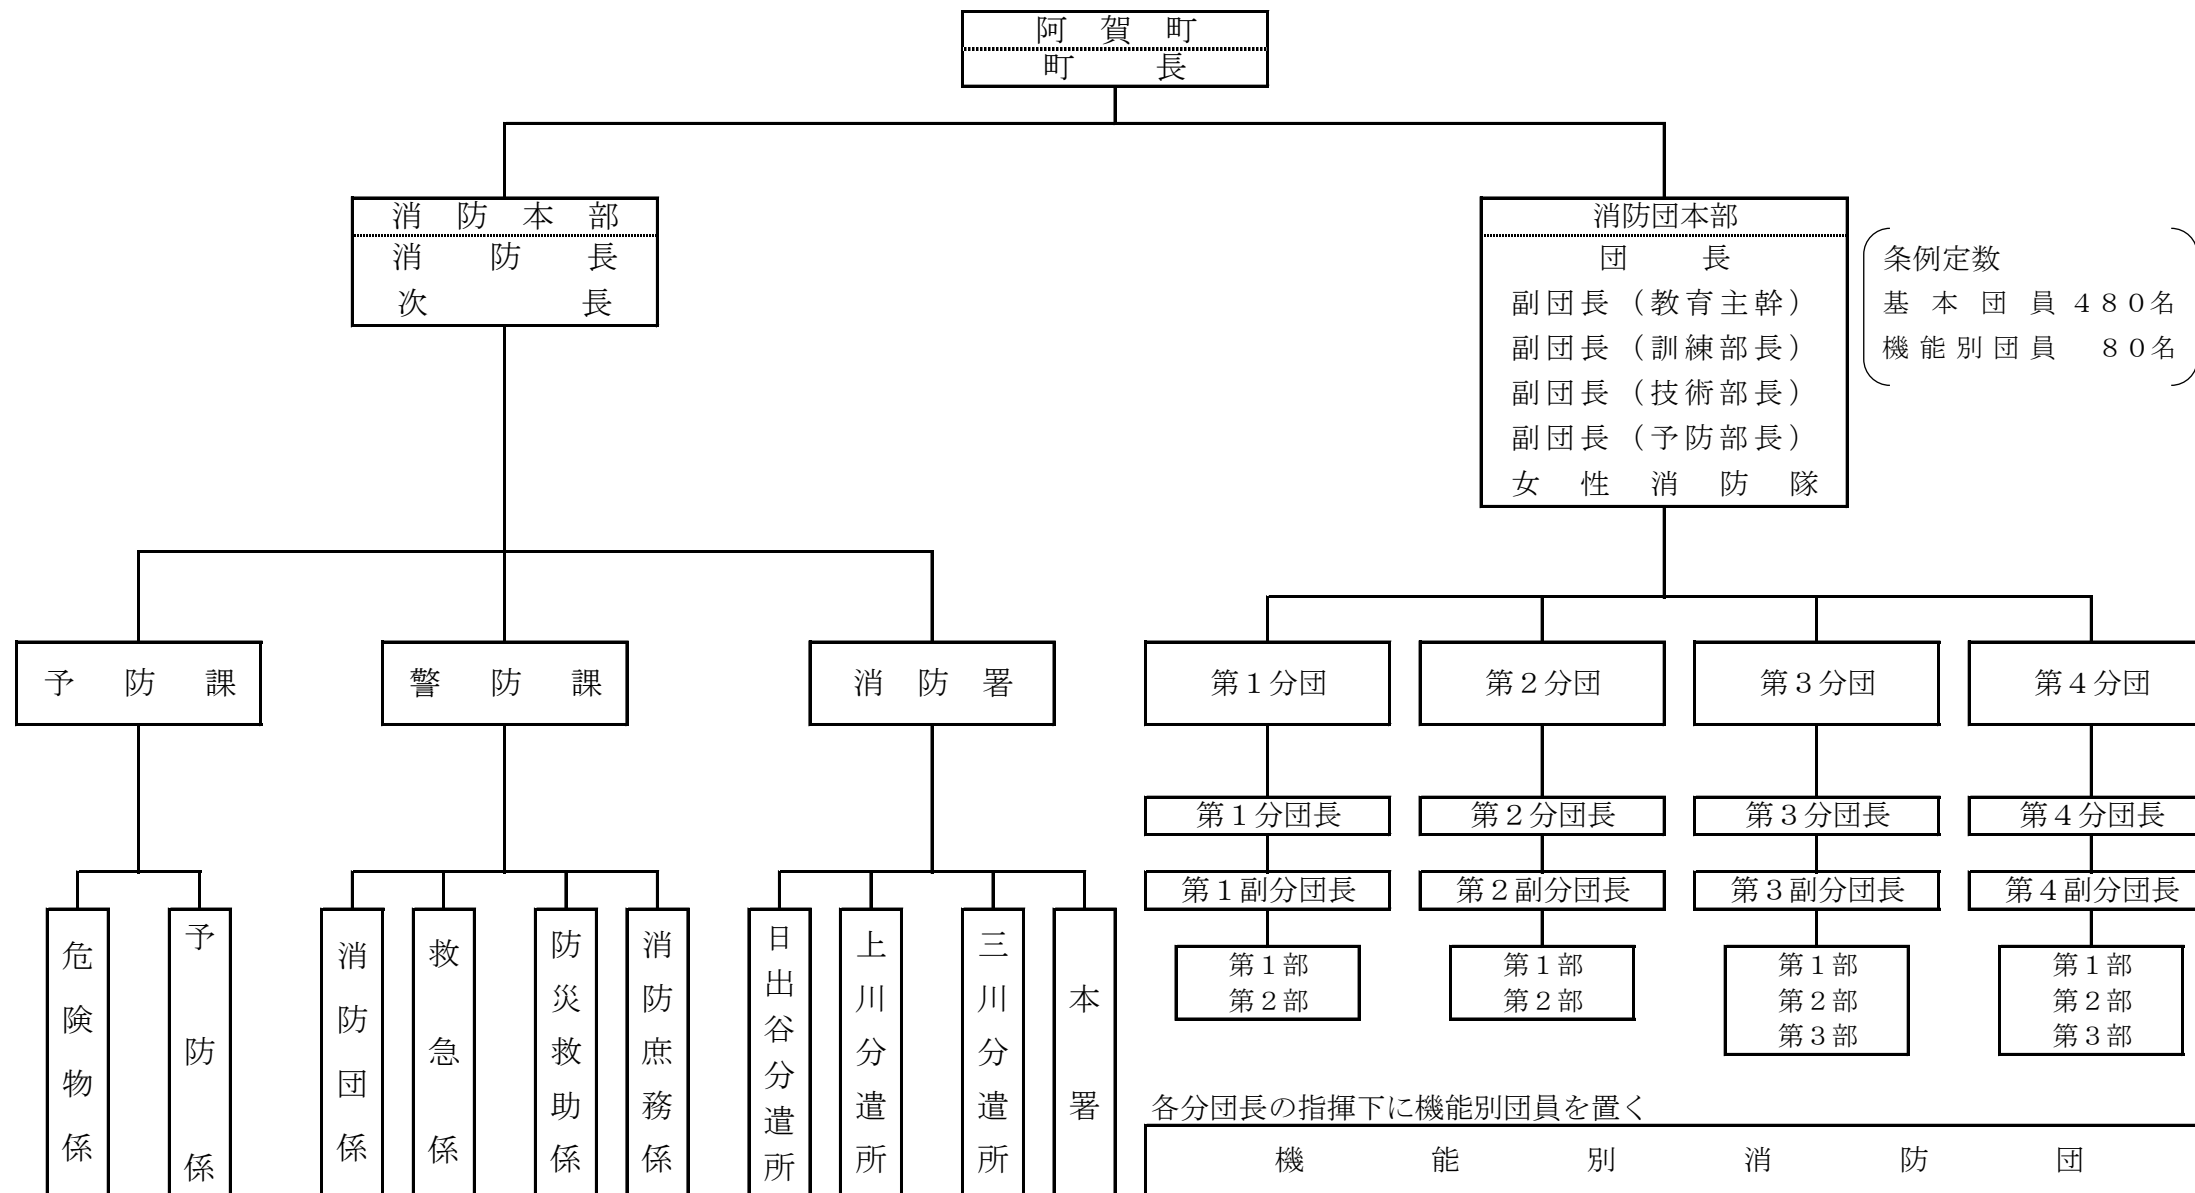 阿賀町
町長
消防本部
消防長
次長
消防団本部
団長
副団長（教育主幹）
副団長（訓練部長）
副団長（技術部長）
副団長（予防部長）
女性消防隊
条例定数
基本団員 ４８０名
機能別団員 ８０名
予防課
警防課
消防署
第１分団
第２分団
第３分団
第４分団
第１分団長
第２分団長
第３分団長
第４分団長
第１副分団長
第２副分団長
第３副分団長
第４副分団長
危険物係
予防係
消防団係
救急係
防災救助係
消防庶務係
日出谷分遣所
上川分遣所
三川分遣所
本署
第１部
第２部
第１部
第２部
第１部
第２部
第３部
第１部
第２部
第３部
各分団長の指揮下に機能別団員を置く
機能別消防団